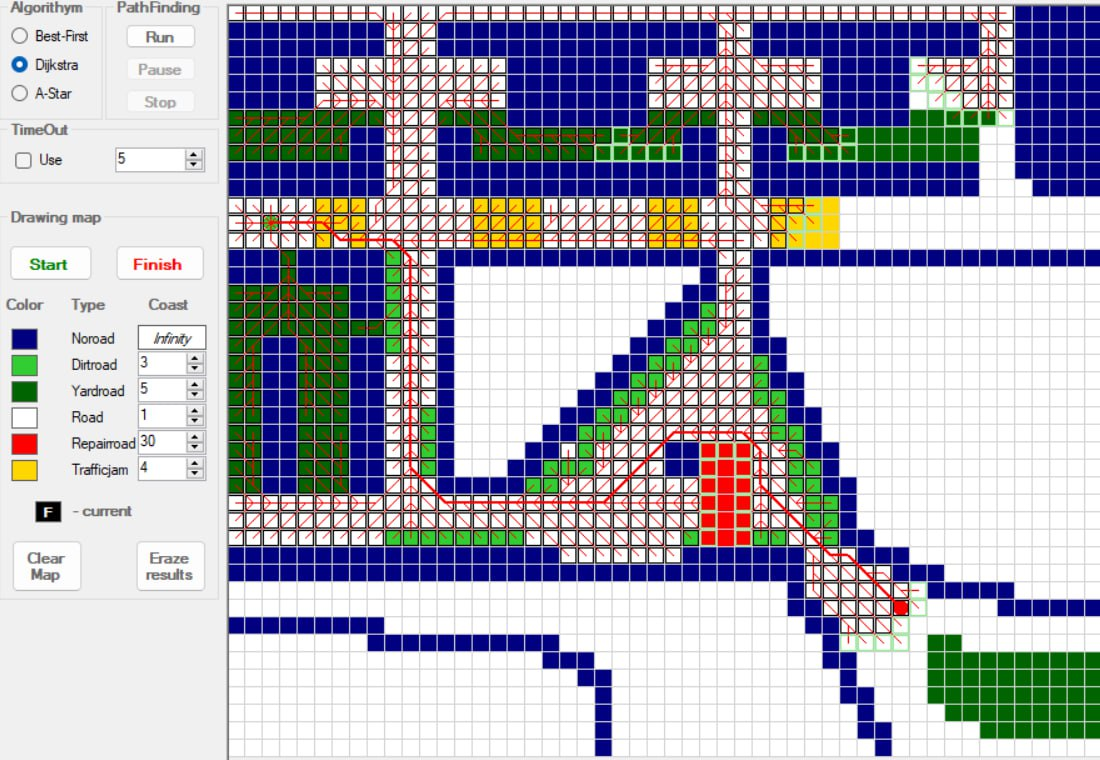 Algorithym
PathFinding
Best-First
Run
Dijkstra
Pause
A-Star
Stop
TimeOut
Use
5
Drawing map
Start
Finish
Color
Type
Coast
Noroad
Infinity
Dirtroad
3
Yardroad
5
Road
1
Repairroad
30
Trafficjam
4
F
- current
Clear
Map
Eraze
results